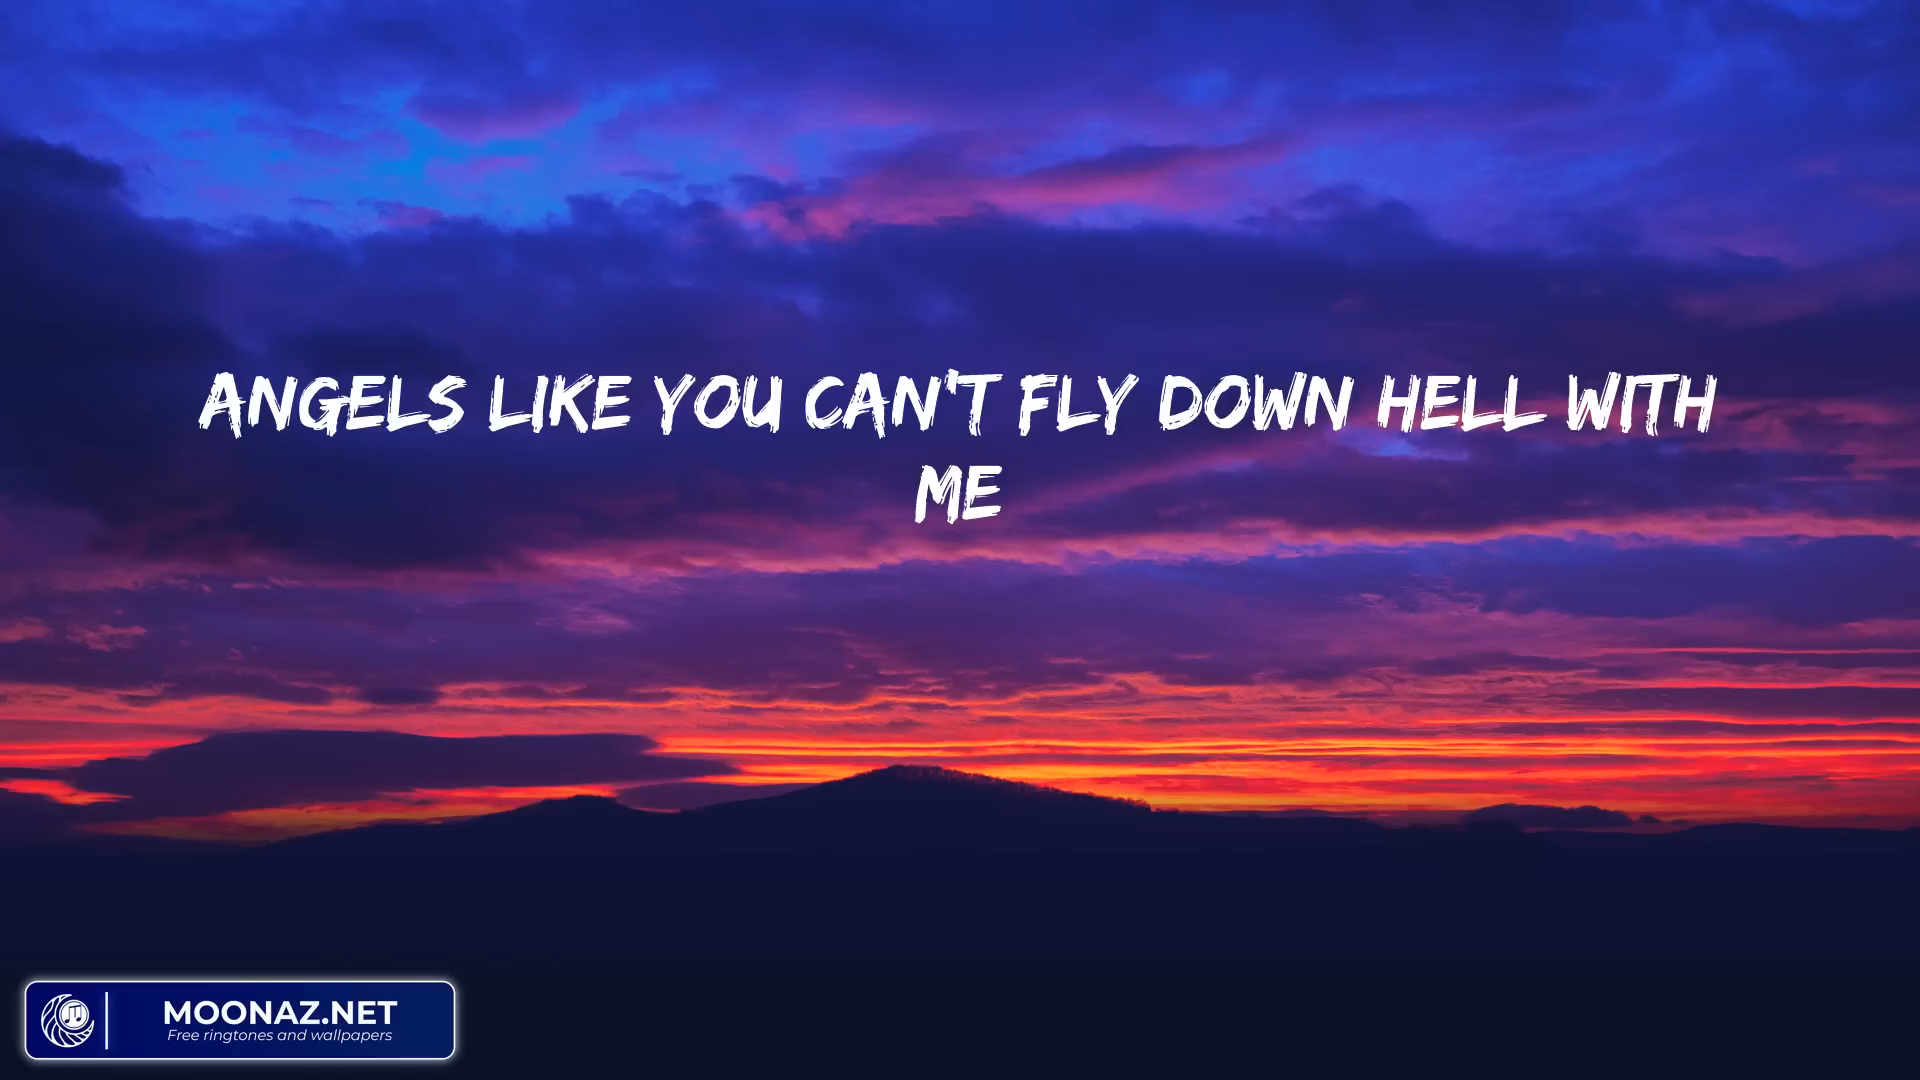 ANGELS LIKE YOU CAN'T FLY DOWN HELL WITH
ME
MOONAZ.NET
Free ringtones and wallpapers